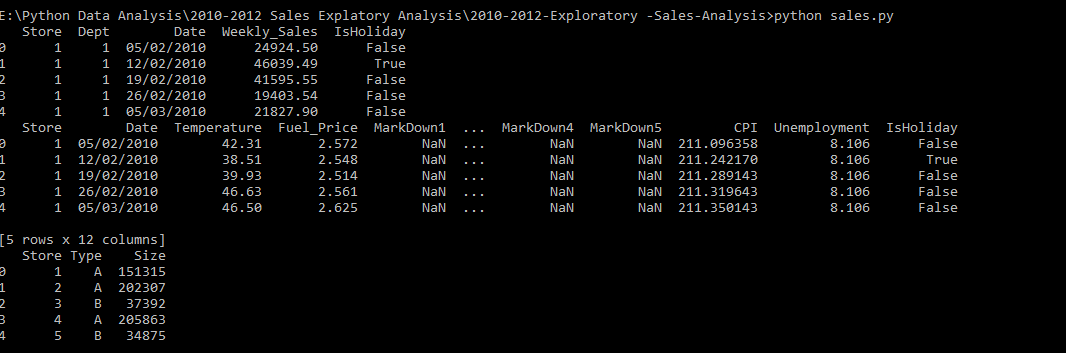 E:\Python Data Analysis\2010-2012 Sales Explatory Analysis\2010-2012-Exploratory -Sales-Analysis>python sales.py
Store Dept Date Weekly_Sales IsHoliday
0 1 1 05/02/2010 24924.50 False
1 1 1 12/02/2010 46039.49 True
2 1 1 19/02/2010 41595.55 False
3 1 1 26/02/2010 19403.54 False
4 1 1 05/03/2010 21827.90 False
Store Date Temperature Fuel_Price MarkDown1 ... MarkDown4 MarkDown5 CPI Unemployment IsHoliday
0 1 05/02/2010 42.31 2.572 NaN ... NaN NaN 211.096358 8.106 False
1 1 12/02/2010 38.51 2.548 NaN ... NaN NaN 211.242170 8.106 True
2 1 19/02/2010 39.93 2.514 NaN ... NaN NaN 211.289143 8.106 False
3 1 26/02/2010 46.63 2.561 NaN ... NaN NaN 211.319643 8.106 False
4 1 05/03/2010 46.50 2.625 NaN ... NaN NaN 211.350143 8.106 False
[5 rows x 12 columns]
Store Type Size
0 1 A 151315
1 2 A 202307
2 3 B 37392
3 4 A 205863
4 5 B 34875